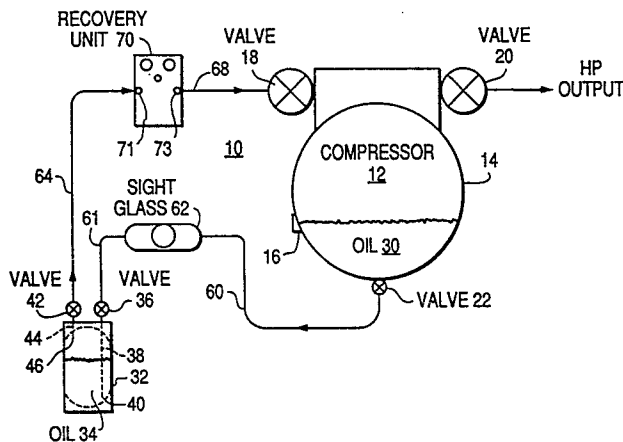 RECOVERY
UNIT 70
VALVE
18
68
VALVE
20
HP
OUTPUT
71
73
10
COMPRESSOR
12
14
64
SIGHT
GLASS 62
61
16
OIL 30
VALVE
42
VALVE
36
60
VALVE 22
44
46
38
32
40
OIL 34